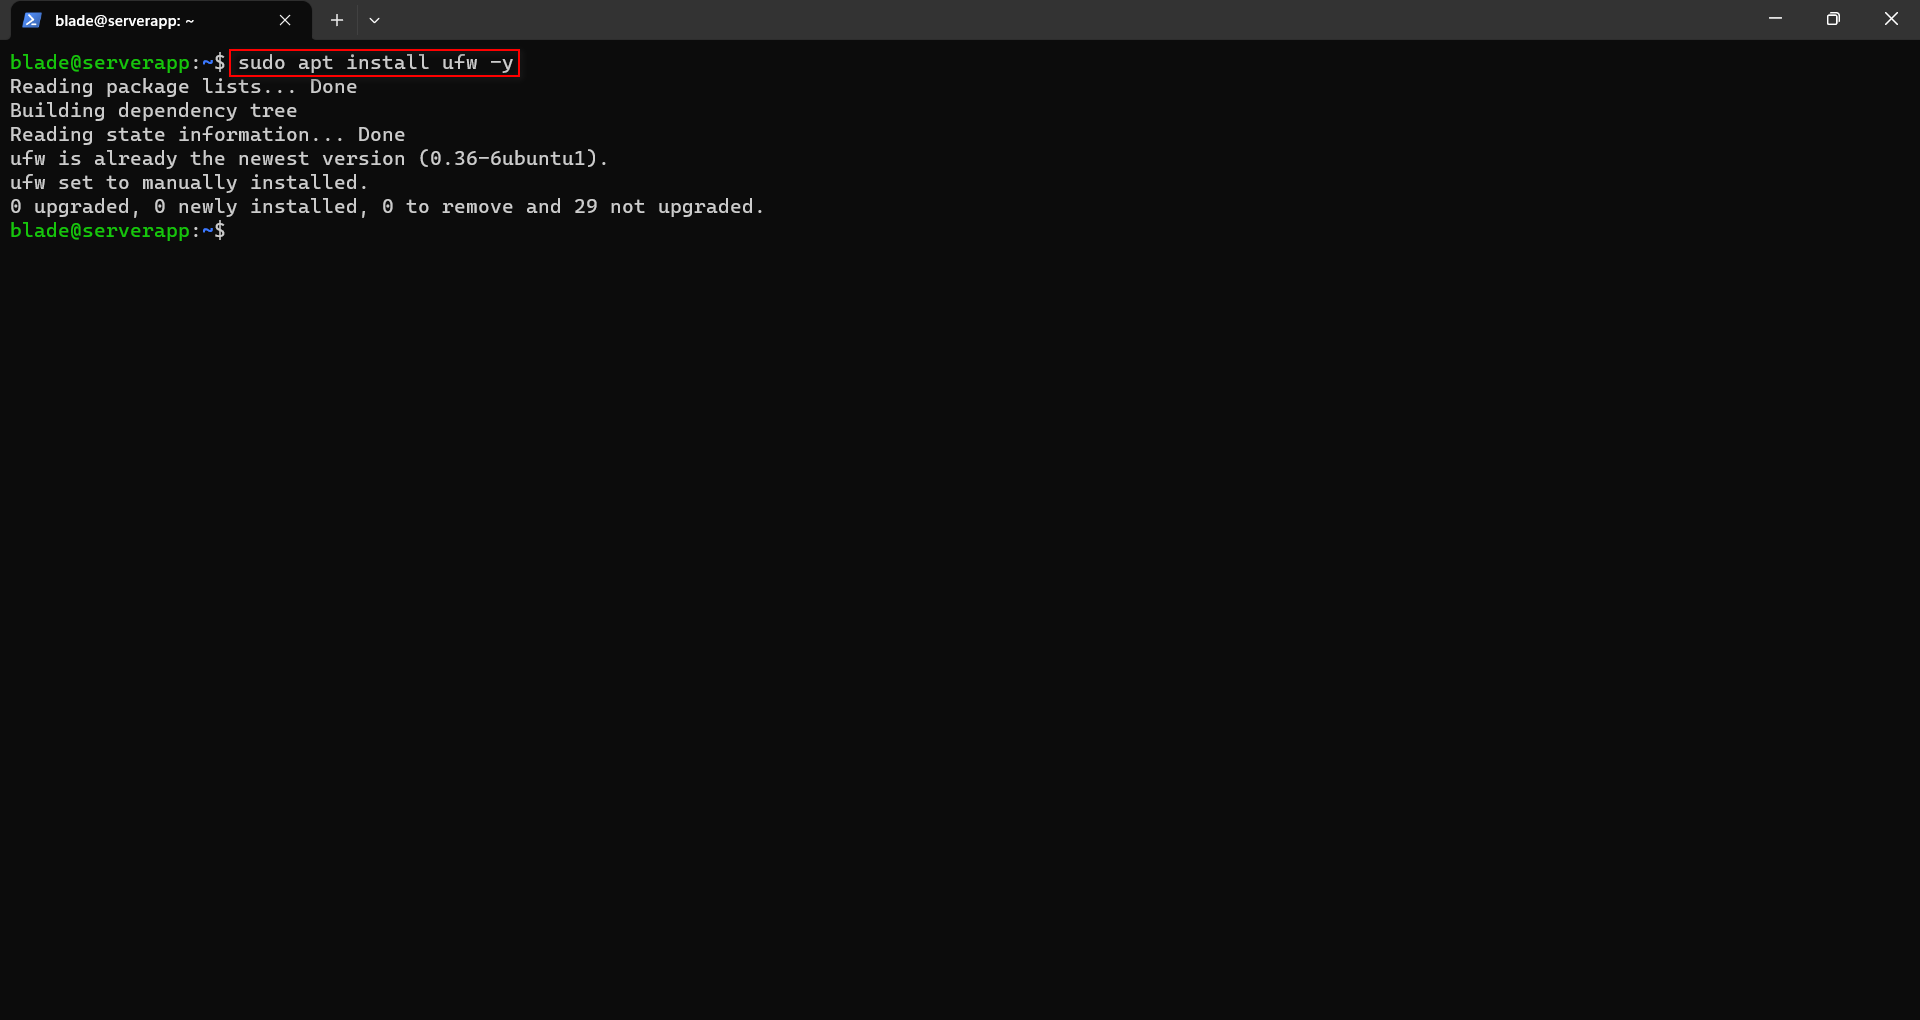 blade@serverapp: ~
blade@serverapp:~$ sudo apt install ufw -y
Reading package lists... Done
Building dependency tree
Reading state information... Done
ufw is already the newest version (0.36-6ubuntu1).
ufw set to manually installed.
0 upgraded, 0 newly installed, 0 to remove and 29 not upgraded.
blade@serverapp:~$